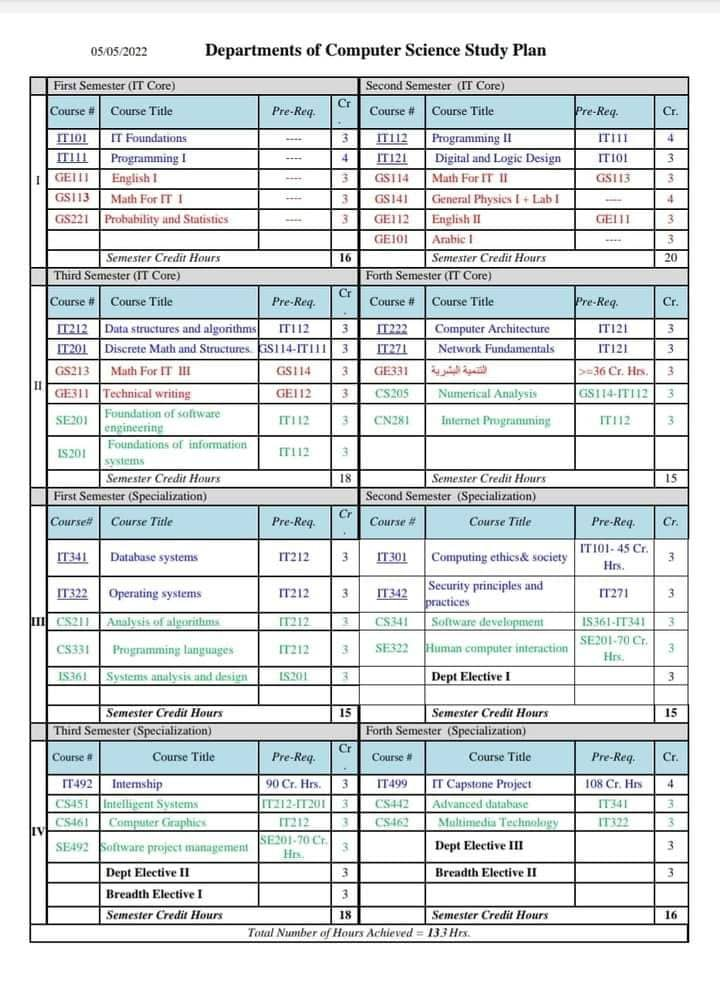 05/05/2022 Departments of Computer Science Study Plan
First Semester (IT Core) Second Semester (IT Core)
Course # Course Title Pre-Req. Cr. Course # Course Title Pre-Req. Cr.
IT101 IT Foundations ---- 3 IT112 Programming II IT111 4
IT111 Programming I ---- 4 IT121 Digital and Logic Design IT101 3
I GE111 English I ---- 3 GS114 Math For IT II GS113 3
GS113 Math For IT I ---- 3 GS141 General Physics I + Lab I ---- 4
GS221 Probability and Statistics ---- 3 GE112 English II GE111 3
GE101 Arabic I ---- 3
Semester Credit Hours 16 Semester Credit Hours 20
Third Semester (IT Core) Forth Semester (IT Core)
Course # Course Title Pre-Req. Cr. Course # Course Title Pre-Req. Cr.
IT212 Data structures and algorithms IT112 3 IT222 Computer Architecture IT121 3
IT201 Discrete Math and Structures. GS114-IT111 3 IT271 Network Fundamentals IT121 3
GS213 Math For IT III GS114 3 GE331 التنمية البشرية >=36 Cr. Hrs. 3
II GE311 Technical writing GE112 3 CS205 Numerical Analysis GS114-IT112 3
SE201 Foundation of software engineering IT112 3 CN281 Internet Programming IT112 3
IS201 Foundations of information systems IT112 3
Semester Credit Hours 18 Semester Credit Hours 15
First Semester (Specialization) Second Semester (Specialization)
Course# Course Title Pre-Req. Cr. Course # Course Title Pre-Req. Cr.
IT341 Database systems IT212 3 IT301 Computing ethics& society IT101- 45 Cr. Hrs. 3
IT322 Operating systems IT212 3 IT342 Security principles and practices IT271 3
III CS211 Analysis of algorithms IT212 3 CS341 Software development IS361-IT341 3
CS331 Programming languages IT212 3 SE322 Human computer interaction SE201-70 Cr. Hrs. 3
IS361 Systems analysis and design IS201 3 Dept Elective I 3
Semester Credit Hours 15 Semester Credit Hours 15
Third Semester (Specialization) Forth Semester (Specialization)
Course # Course Title Pre-Req. Cr. Course # Course Title Pre-Req. Cr.
IT492 Internship 90 Cr. Hrs. 3 IT499 IT Capstone Project 108 Cr. Hrs 4
CS451 Intelligent Systems IT212-IT201 3 CS442 Advanced database IT341 3
IV CS461 Computer Graphics IT212 3 CS462 Multimedia Technology IT322 3
SE492 Software project management SE201-70 Cr. Hrs. 3 Dept Elective III 3
Dept Elective II 3 Breadth Elective II 3
Breadth Elective I 3
Semester Credit Hours 18 Semester Credit Hours 16
Total Number of Hours Achieved = 133 Hrs.